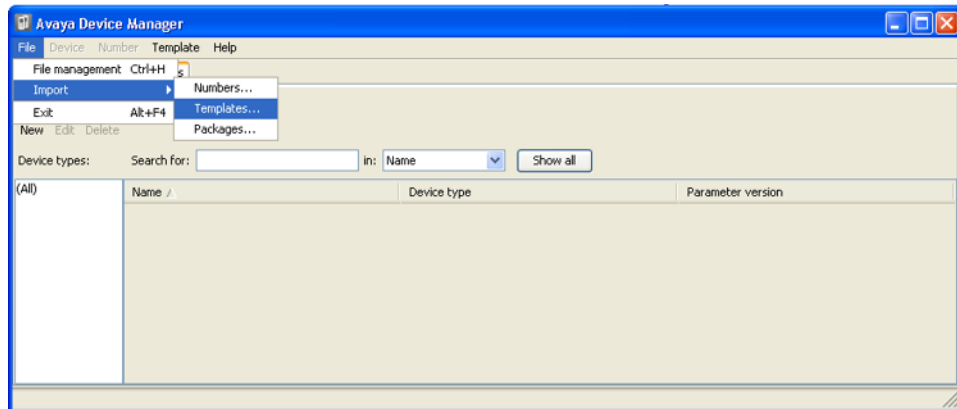 Avaya Device Manager
File Device Number Template Help
File management Ctrl+H
Import
Numbers...
Templates...
Packages...
Exit Alt+F4
New Edit Delete
Device types: Search for: in: Name Show all
(All)
Name Device type Parameter version